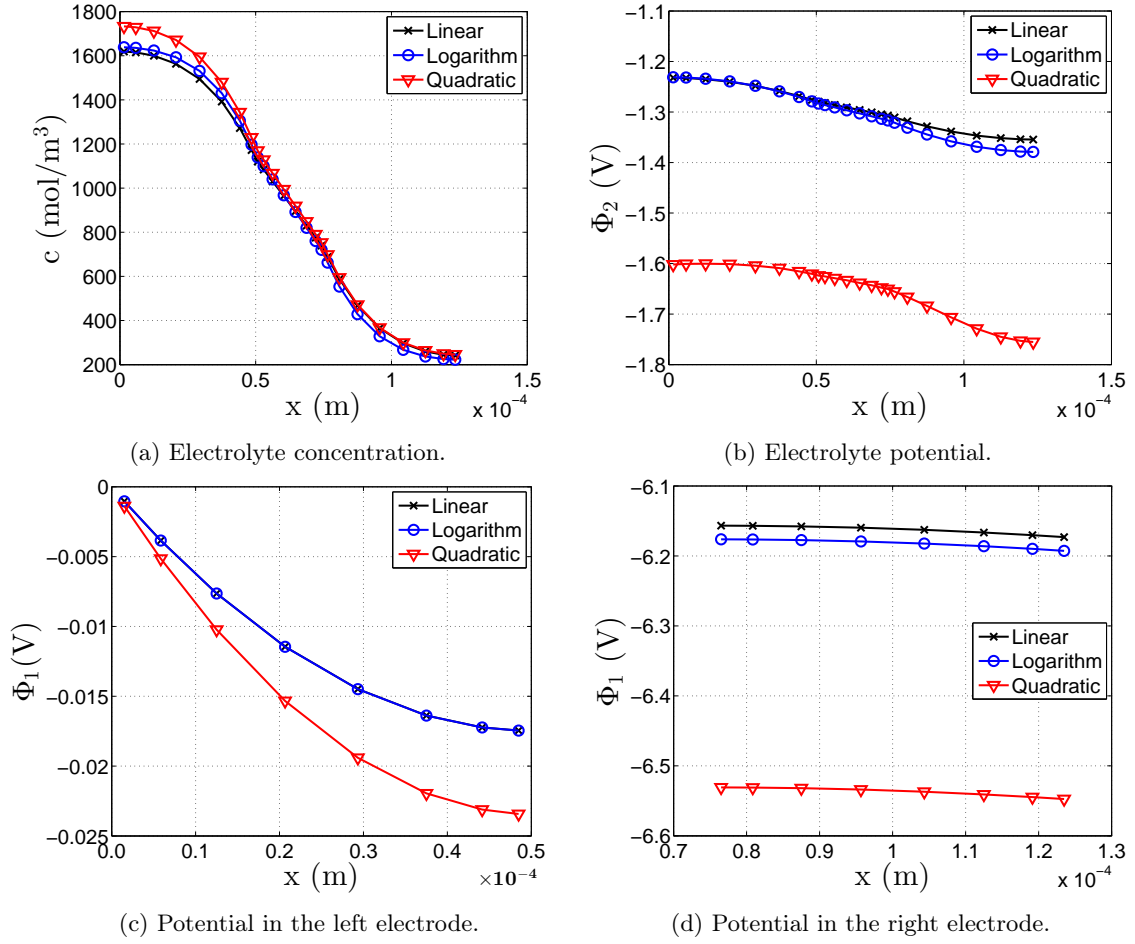 1800
1600
1400
1200
1000
800
600
400
200
c (mol/m³)
0
0.5
1
1.5
x (m)
x 10⁻⁴
Linear
Logarithm
Quadratic
(a) Electrolyte concentration.
−1.1
−1.2
−1.3
−1.4
−1.5
−1.6
−1.7
−1.8
Φ₂ (V)
0
0.5
1
1.5
x (m)
x 10⁻⁴
Linear
Logarithm
Quadratic
(b) Electrolyte potential.
0
−0.005
−0.01
−0.015
−0.02
−0.025
Φ₁(V)
0.0
0.1
0.2
0.3
0.4
0.5
x (m)
×10⁻⁴
Linear
Logarithm
Quadratic
(c) Potential in the left electrode.
−6.1
−6.2
−6.3
−6.4
−6.5
−6.6
Φ₁ (V)
0.7
0.8
0.9
1
1.1
1.2
1.3
x (m)
x 10⁻⁴
Linear
Logarithm
Quadratic
(d) Potential in the right electrode.